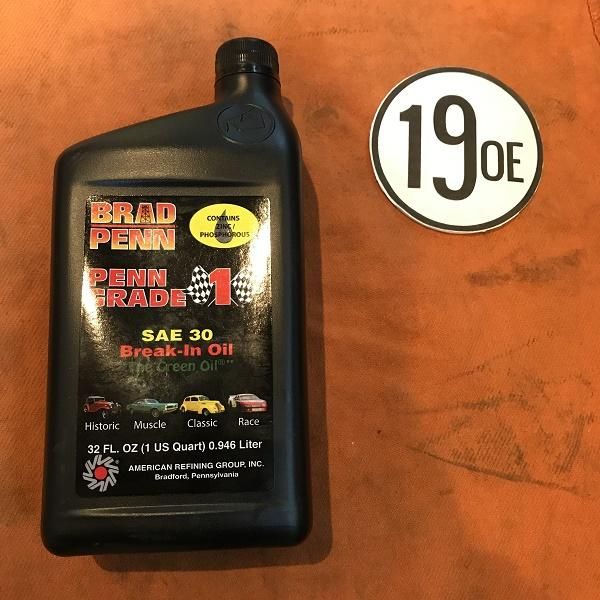 BRAD
PENN
CONTAINS
ZINC/
PHOSPHOROUS
PENN
GRADE 1
SAE 30
Break-In Oil
"The Green Oil®"
Historic Muscle Classic Race
32 FL. OZ (1 US Quart) 0.946 Liter
AMERICAN REFINING GROUP, INC.
Bradford, Pennsylvania
19OE